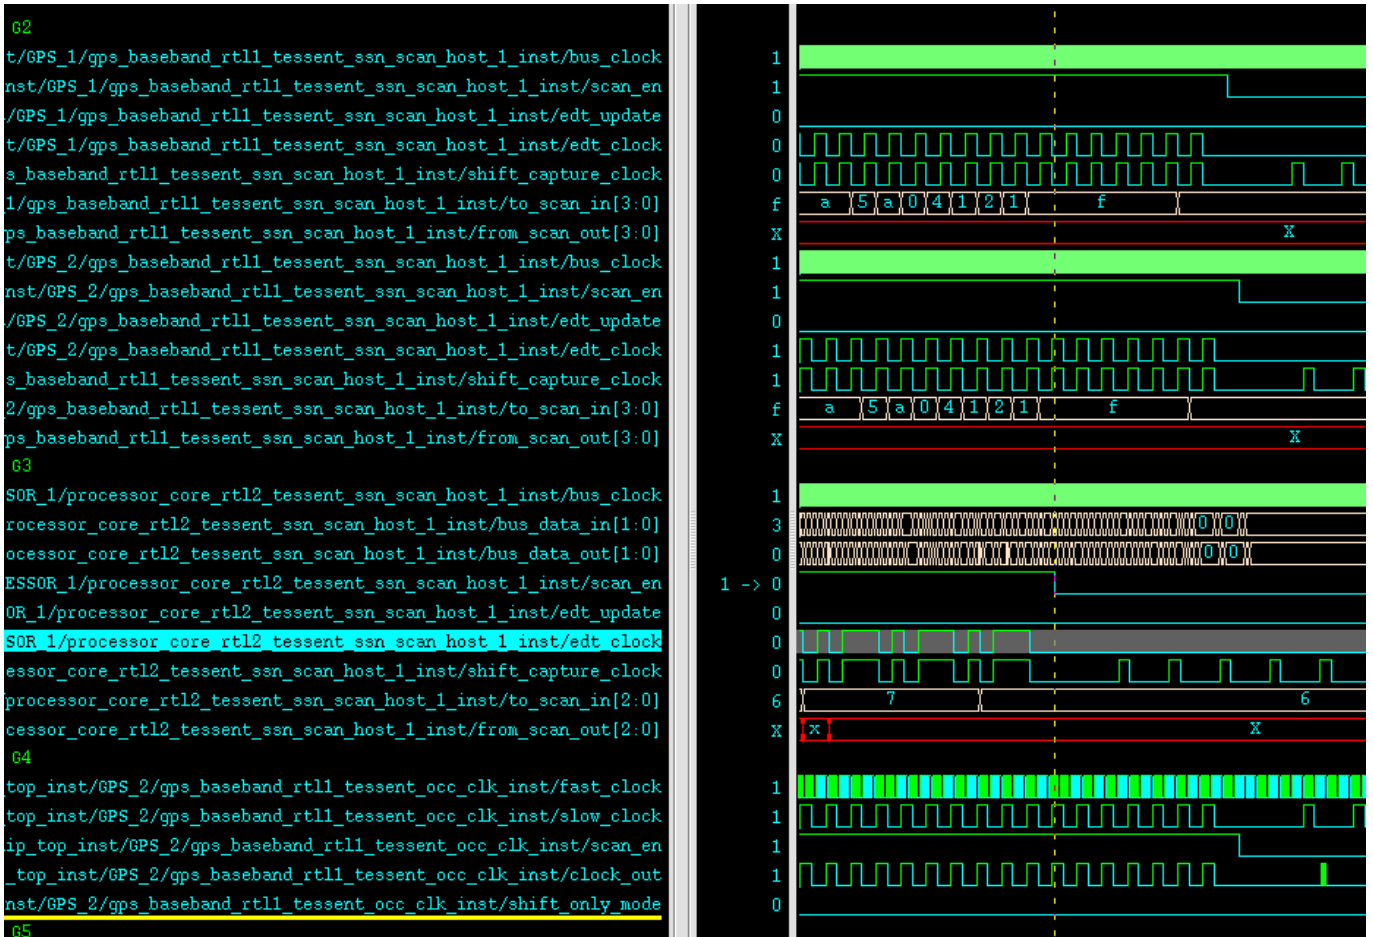 G2
t/GPS_1/gps_baseband_rtl1_tessent_ssn_scan_host_1_inst/bus_clock 1
nst/GPS_1/gps_baseband_rtl1_tessent_ssn_scan_host_1_inst/scan_en 1
/GPS_1/gps_baseband_rtl1_tessent_ssn_scan_host_1_inst/edt_update 0
t/GPS_1/gps_baseband_rtl1_tessent_ssn_scan_host_1_inst/edt_clock 0
s_baseband_rtl1_tessent_ssn_scan_host_1_inst/shift_capture_clock 0
1/gps_baseband_rtl1_tessent_ssn_scan_host_1_inst/to_scan_in[3:0] f a 5 a 0 4 1 2 1 f
ps_baseband_rtl1_tessent_ssn_scan_host_1_inst/from_scan_out[3:0] X X
t/GPS_2/gps_baseband_rtl1_tessent_ssn_scan_host_1_inst/bus_clock 1
nst/GPS_2/gps_baseband_rtl1_tessent_ssn_scan_host_1_inst/scan_en 1
/GPS_2/gps_baseband_rtl1_tessent_ssn_scan_host_1_inst/edt_update 0
t/GPS_2/gps_baseband_rtl1_tessent_ssn_scan_host_1_inst/edt_clock 1
s_baseband_rtl1_tessent_ssn_scan_host_1_inst/shift_capture_clock 1
2/gps_baseband_rtl1_tessent_ssn_scan_host_1_inst/to_scan_in[3:0] f a 5 a 0 4 1 2 1 f
ps_baseband_rtl1_tessent_ssn_scan_host_1_inst/from_scan_out[3:0] X X
G3
SOR_1/processor_core_rtl2_tessent_ssn_scan_host_1_inst/bus_clock 1
rocessor_core_rtl2_tessent_ssn_scan_host_1_inst/bus_data_in[1:0] 3 0 0
ocessor_core_rtl2_tessent_ssn_scan_host_1_inst/bus_data_out[1:0] 0 0 0
ESSOR_1/processor_core_rtl2_tessent_ssn_scan_host_1_inst/scan_en 1 -> 0
OR_1/processor_core_rtl2_tessent_ssn_scan_host_1_inst/edt_update 0
SOR_1/processor_core_rtl2_tessent_ssn_scan_host_1_inst/edt_clock 0
essor_core_rtl2_tessent_ssn_scan_host_1_inst/shift_capture_clock 0
processor_core_rtl2_tessent_ssn_scan_host_1_inst/to_scan_in[2:0] 6 7 6
cessor_core_rtl2_tessent_ssn_scan_host_1_inst/from_scan_out[2:0] X x X
G4
top_inst/GPS_2/gps_baseband_rtl1_tessent_occ_clk_inst/fast_clock 1
top_inst/GPS_2/gps_baseband_rtl1_tessent_occ_clk_inst/slow_clock 1
ip_top_inst/GPS_2/gps_baseband_rtl1_tessent_occ_clk_inst/scan_en 1
_top_inst/GPS_2/gps_baseband_rtl1_tessent_occ_clk_inst/clock_out 1
nst/GPS_2/gps_baseband_rtl1_tessent_occ_clk_inst/shift_only_mode 0
G5